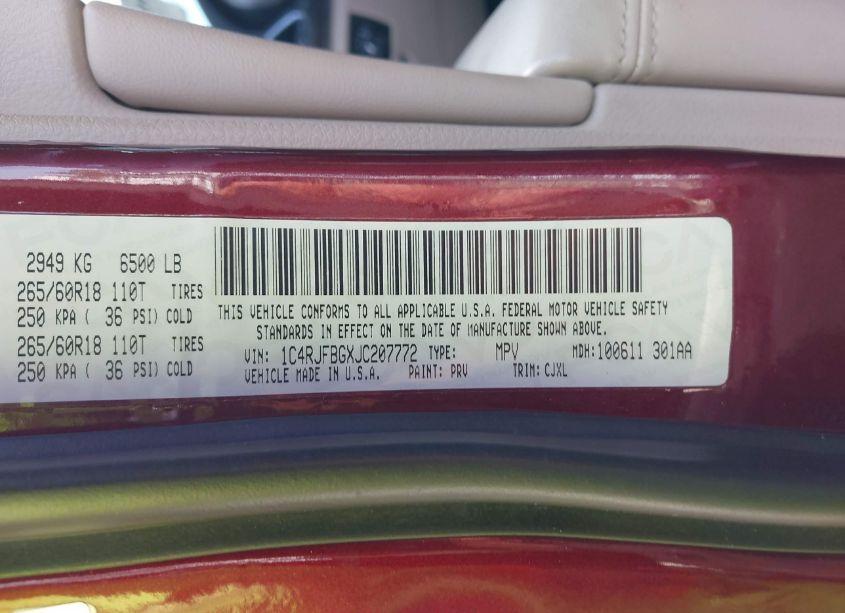 2949 KG 6500 LB
265/60R18 110T TIRES
250 KPA ( 36 PSI) COLD
265/60R18 110T TIRES
250 KPA ( 36 PSI) COLD
THIS VEHICLE CONFORMS TO ALL APPLICABLE U.S.A. FEDERAL MOTOR VEHICLE SAFETY
STANDARDS IN EFFECT ON THE DATE OF MANUFACTURE SHOWN ABOVE.
VIN: 1C4RJFBGXJC207772 TYPE: MPV MDH:100611 301AA
VEHICLE MADE IN U.S.A. PAINT: PRV TRIM: CJXL